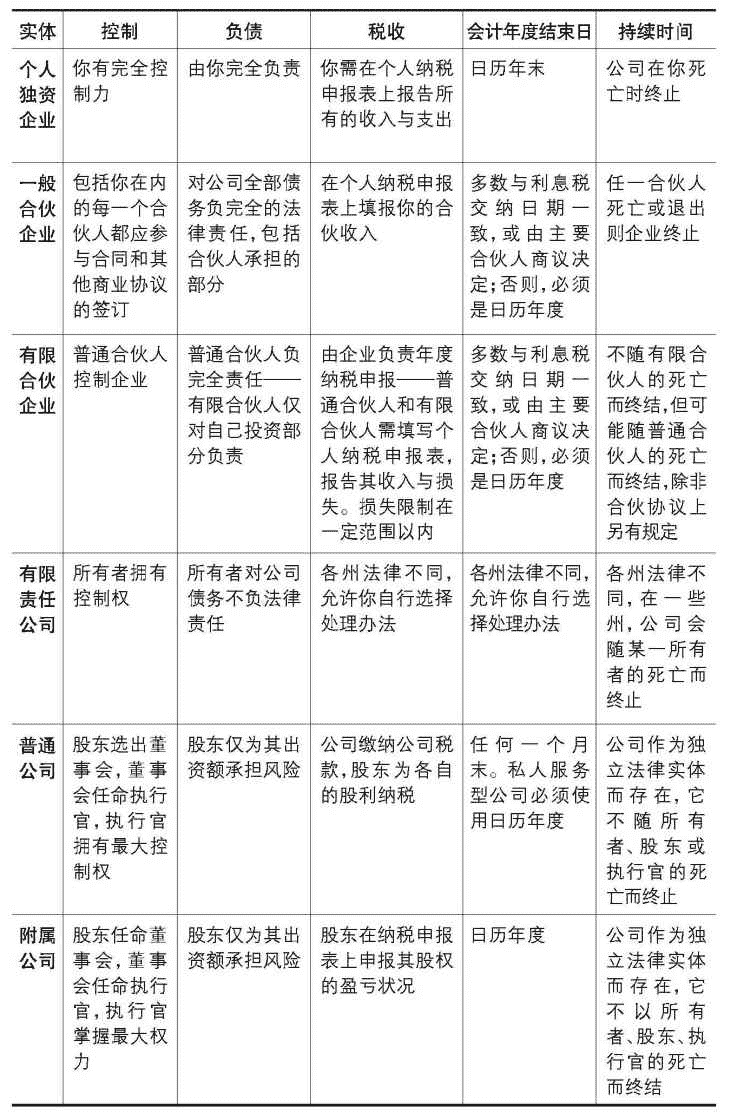 实体 控制 负债 税收 会计年度结束日 持续时间
个人
独资
企业
你有完全控
制力
由你完全负责
你需在个人纳税
申报表上报告所
有的收入与支出
日历年末
公司在你死
亡时终止
一般
合伙
企业
包括你在内
的每一个合
伙人都应参
与合同和其
他商业协议
的签订
对公司全部债
务负完全的法
律责任,包括
合伙人承担的
部分
在个人纳税申报
表上填报你的合
伙收入
多数与利息税
交纳日期一
致,或由主要
合伙人商议决
定;否则,必须
是日历年度
任一合伙人
死亡或退出
则企业终止
有限
合伙
企业
普通合伙人
控制企业
普通合伙人负
完全责任——
有限合伙人仅
对自己投资部
分负责
由企业负责年度
纳税申报——普
通合伙人和有限
合伙人需填写个
人纳税申报表,
报告其收入与损
失。损失限制在
一定范围以内
多数与利息税
交纳日期一
致,或由主要
合伙人商议决
定;否则,必须
是日历年度
不随有限合
伙人的死亡
而终结,但可
能随普通合
伙人的死亡
而终结,除非
合伙协议上
另有规定
有限
责任
公司
所有者拥有
控制权
所有者对公司
债务不负法律
责任
各州法律不同,
允许你自行选择
处理办法
各州法律不同,
允许你自行选
择处理办法
各州法律不
同,在一些
州,公司会
随某一所有
者的死亡而
终止
普通
公司
股东选出董
事会,董事
会任命执行
官,执行官
拥有最大控
制权
股东仅为其出
资额承担风险
公司缴纳公司税
款,股东为各自
的股利纳税
任何一个月
末。私人服务
型公司必须使
用日历年度
公司作为独
立法律实体
而存在,它
不随所有
者、股东或
执行官的死
亡而终止
附属
公司
股东任命董
事会,董事
会任命执行
官,执行官
掌握最大权
力
股东仅为其出
资额承担风险
股东在纳税申报
表上申报其股权
的盈亏状况
日历年度
公司作为独
立法律实体
而存在,它
不以所有
者、股东、执
行官的死亡
而终结